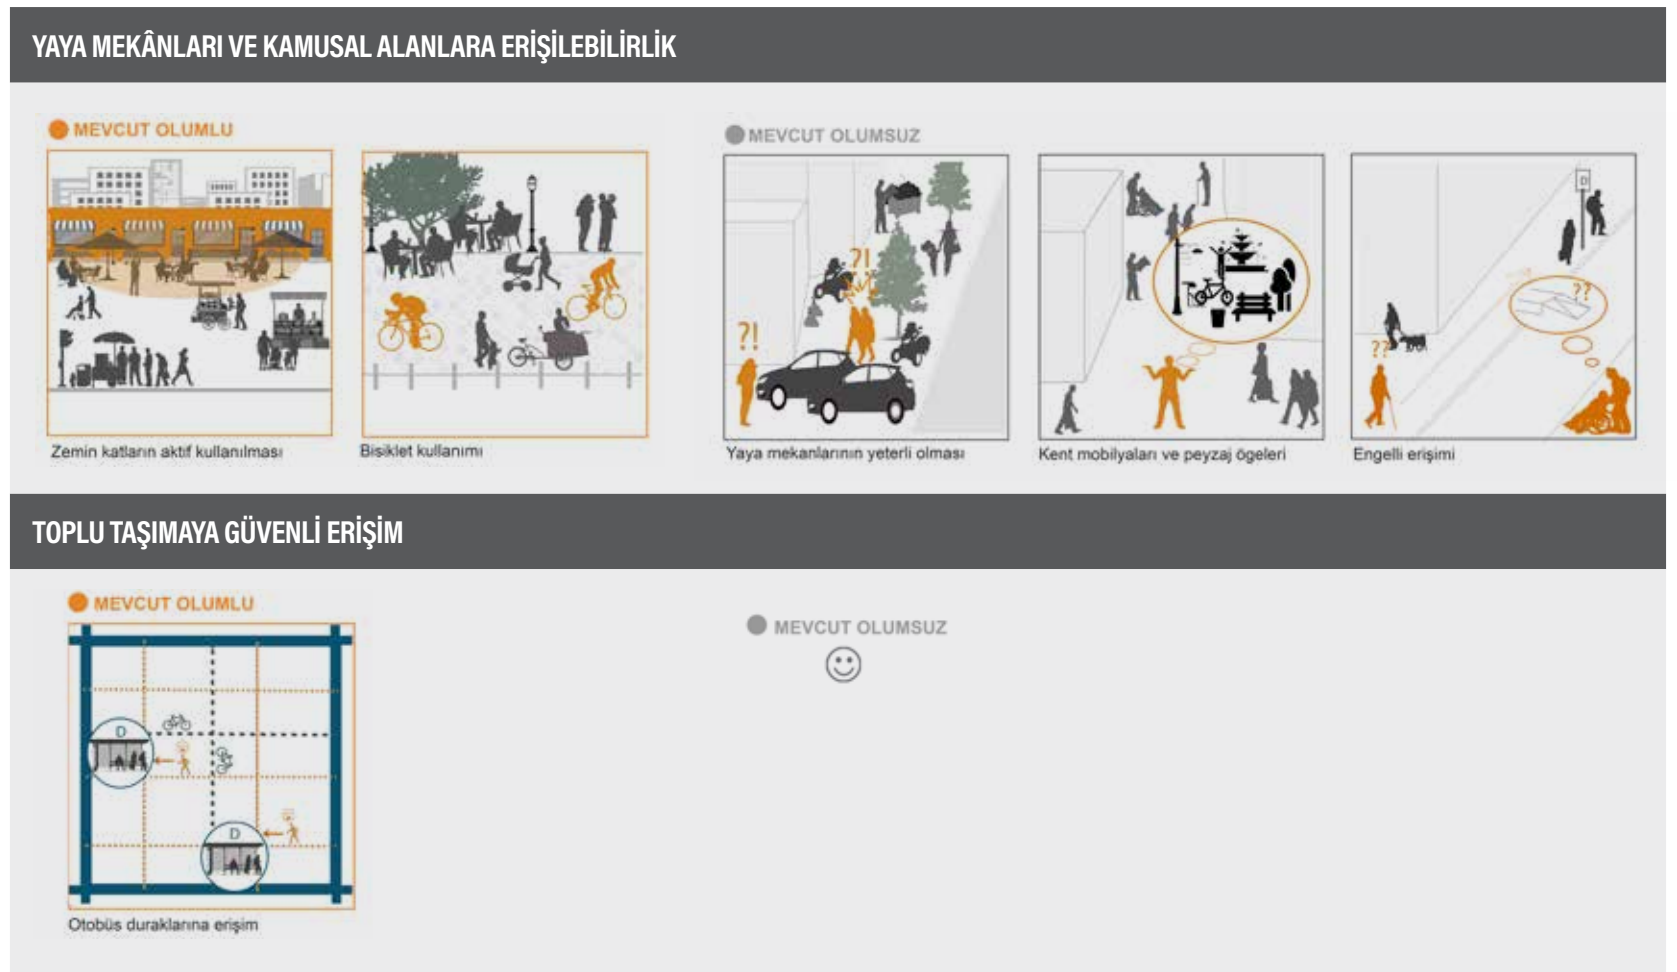 YAYA MEKÂNLARI VE KAMUSAL ALANLARA ERİŞİLEBİLİRLİK
MEVCUT OLUMLU
Zemin katların aktif kullanılması
Bisiklet kullanımı
MEVCUT OLUMSUZ
?!
?!
Yaya mekanlarının yeterli olması
Kent mobilyaları ve peyzaj ögeleri
D
??
??
Engelli erişimi
TOPLU TAŞIMAYA GÜVENLİ ERİŞİM
MEVCUT OLUMLU
D
D
Otobüs duraklarına erişim
MEVCUT OLUMSUZ